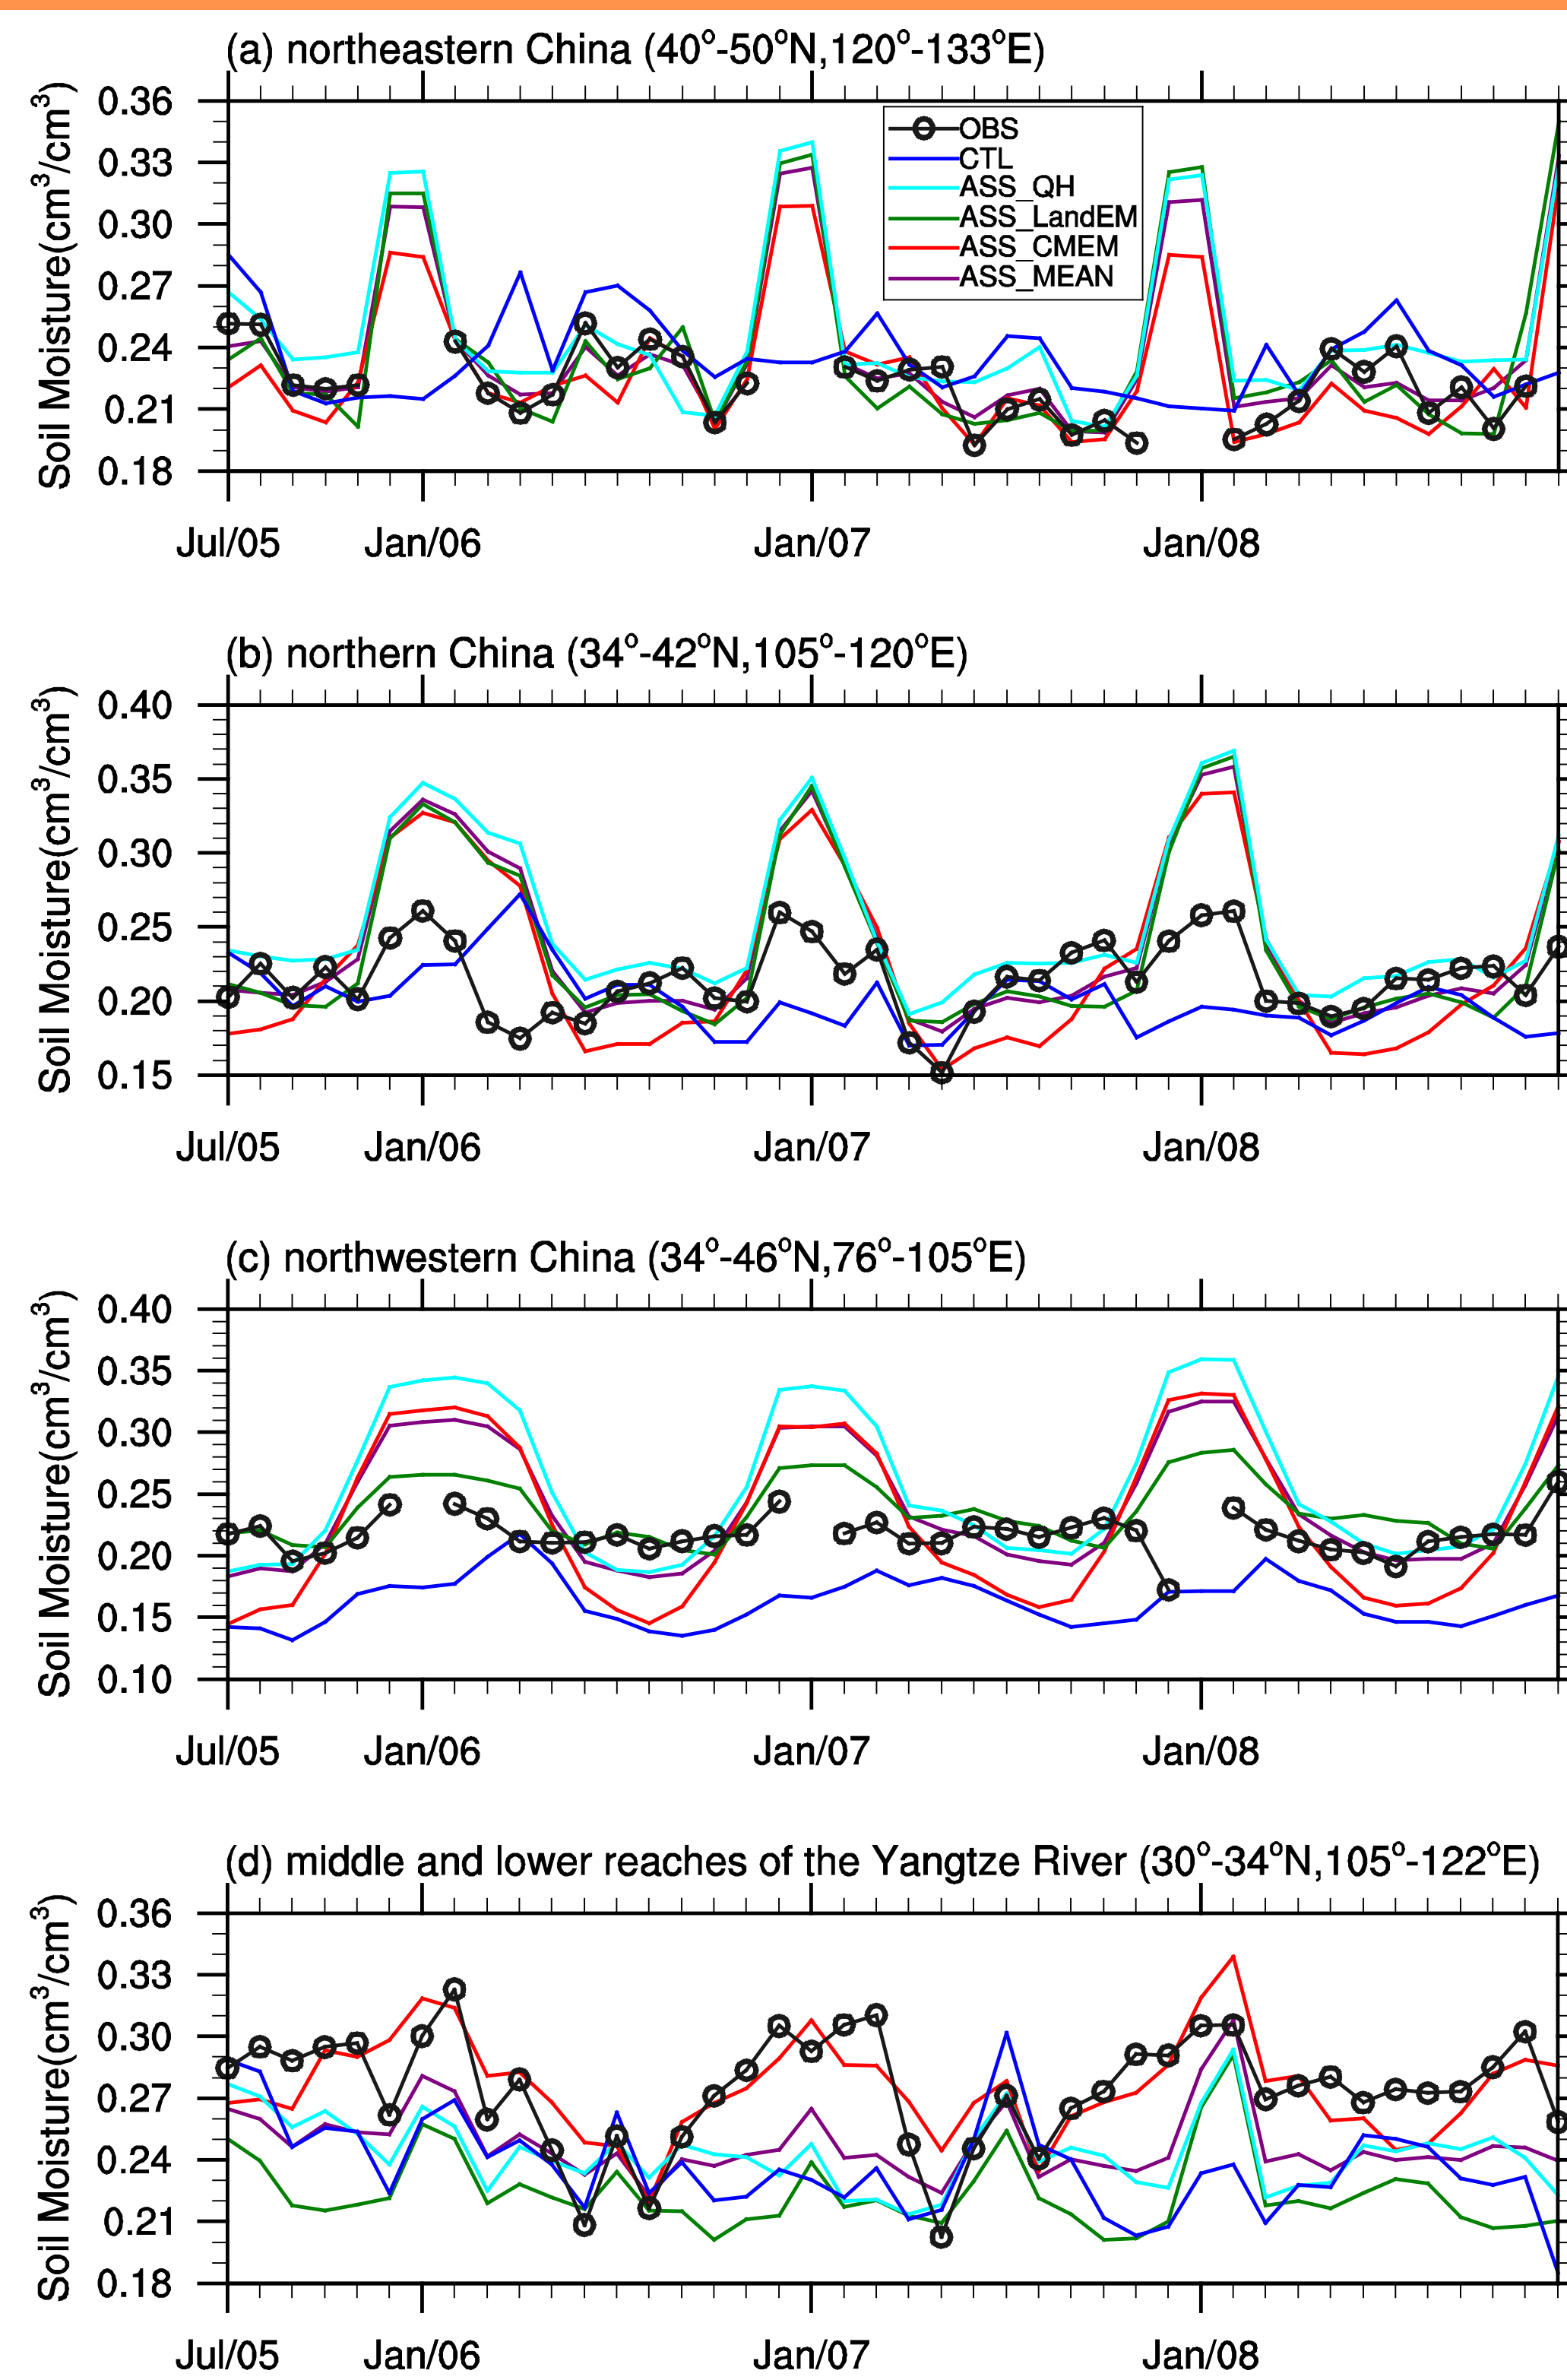 (a) northeastern China (40°-50°N,120°-133°E)
Soil Moisture(cm³/cm³)
0.36
0.33
0.30
0.27
0.24
0.21
0.18
OBS
CTL
ASS_QH
ASS_LandEM
ASS_CMEM
ASS_MEAN
Jul/05 Jan/06 Jan/07 Jan/08
(b) northern China (34°-42°N,105°-120°E)
Soil Moisture(cm³/cm³)
0.40
0.35
0.30
0.25
0.20
0.15
Jul/05 Jan/06 Jan/07 Jan/08
(c) northwestern China (34°-46°N,76°-105°E)
Soil Moisture(cm³/cm³)
0.40
0.35
0.30
0.25
0.20
0.15
0.10
Jul/05 Jan/06 Jan/07 Jan/08
(d) middle and lower reaches of the Yangtze River (30°-34°N,105°-122°E)
Soil Moisture(cm³/cm³)
0.36
0.33
0.30
0.27
0.24
0.21
0.18
Jul/05 Jan/06 Jan/07 Jan/08